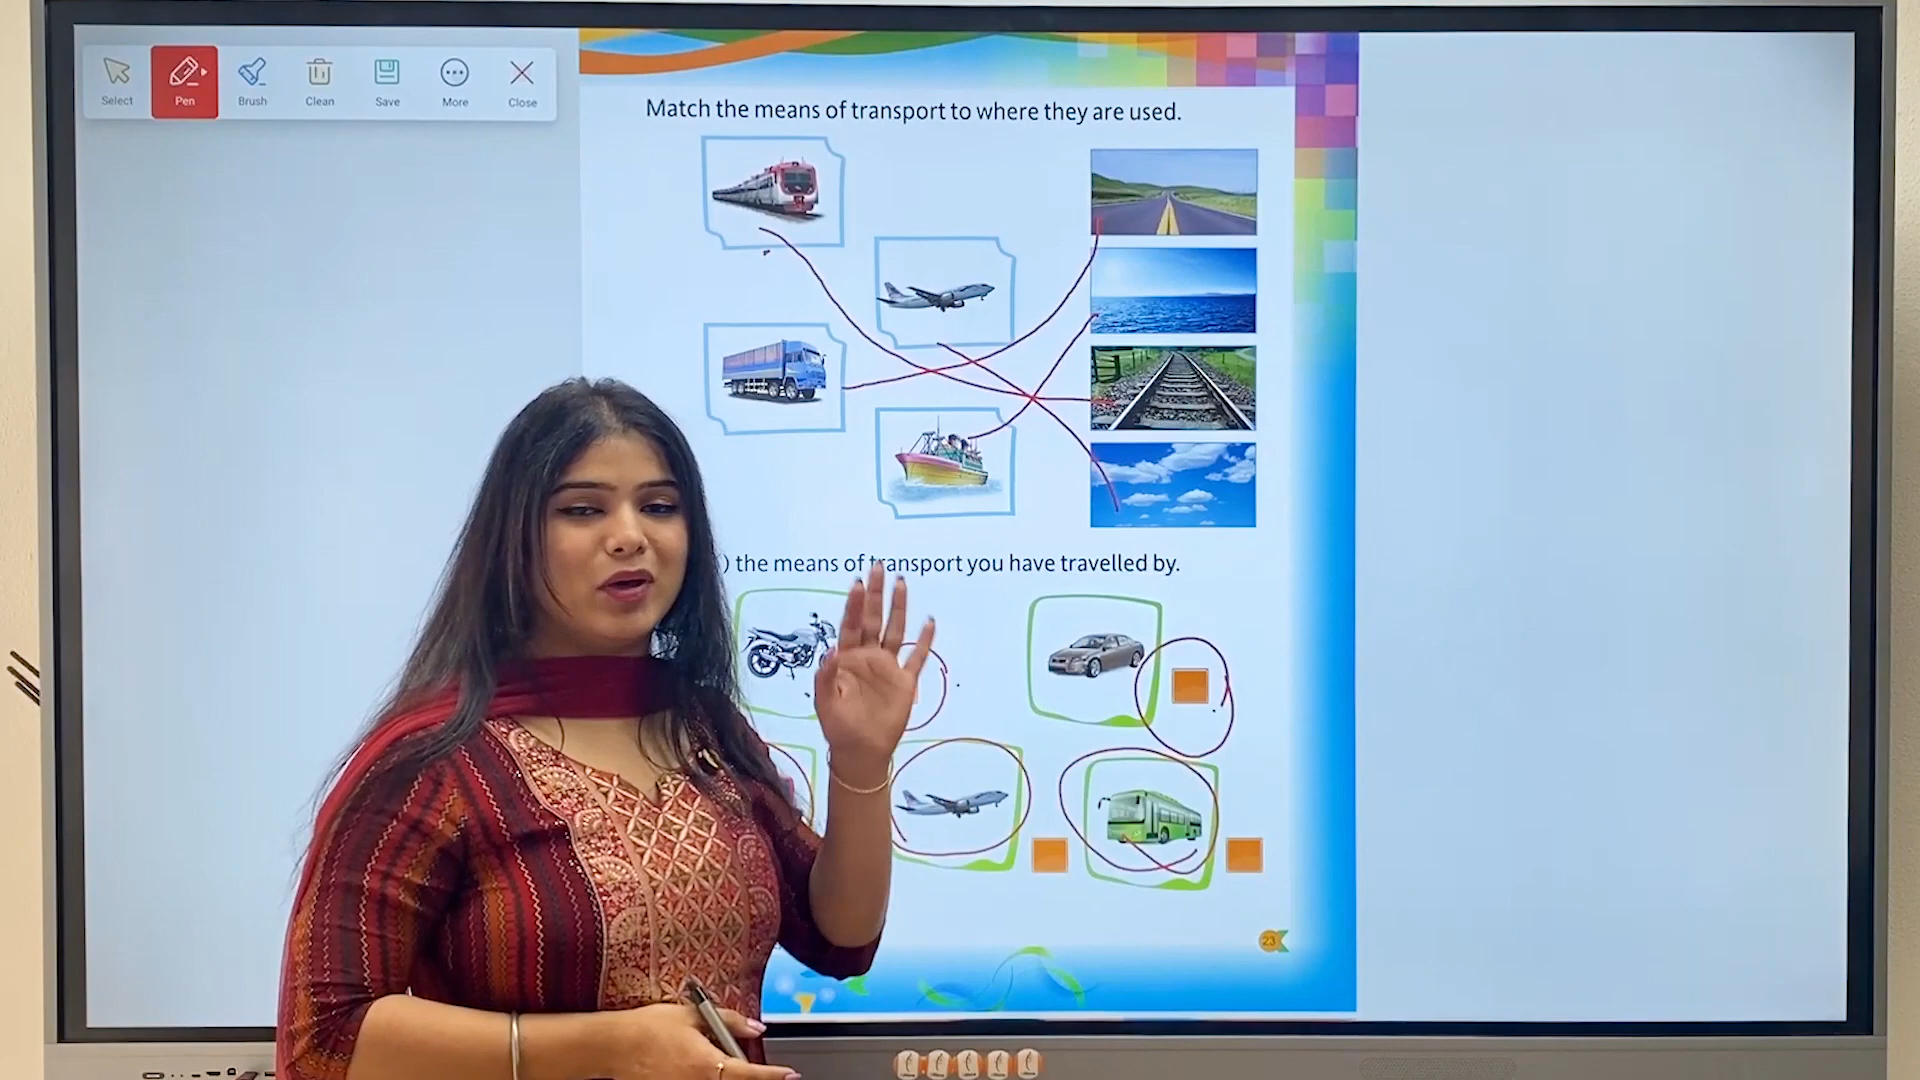 Select Pen Brush Clean Save More Close
Match the means of transport to where they are used.
) the means of transport you have travelled by.
23